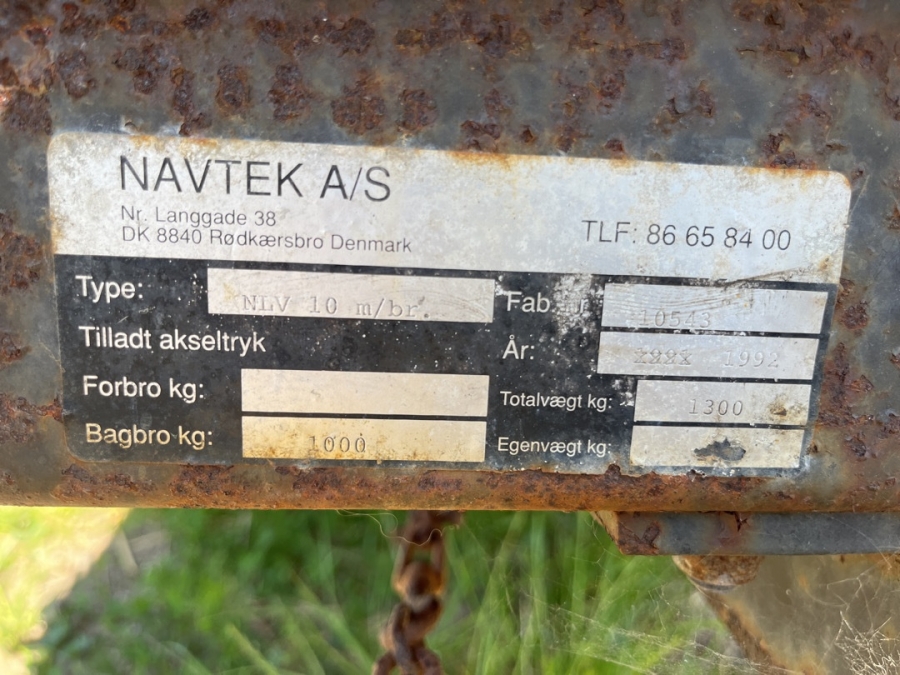 NAVTEK A/S
Nr. Langgade 38
DK 8840 Rødkærsbro Denmark
TLF: 86 65 84 00
Type: NLV 10 m/br.
Fab. nr 10543
Tilladt akseltryk
År: 1992
Forbro kg:
Totalvægt kg: 1300
Bagbro kg: 1000
Egenvægt kg: